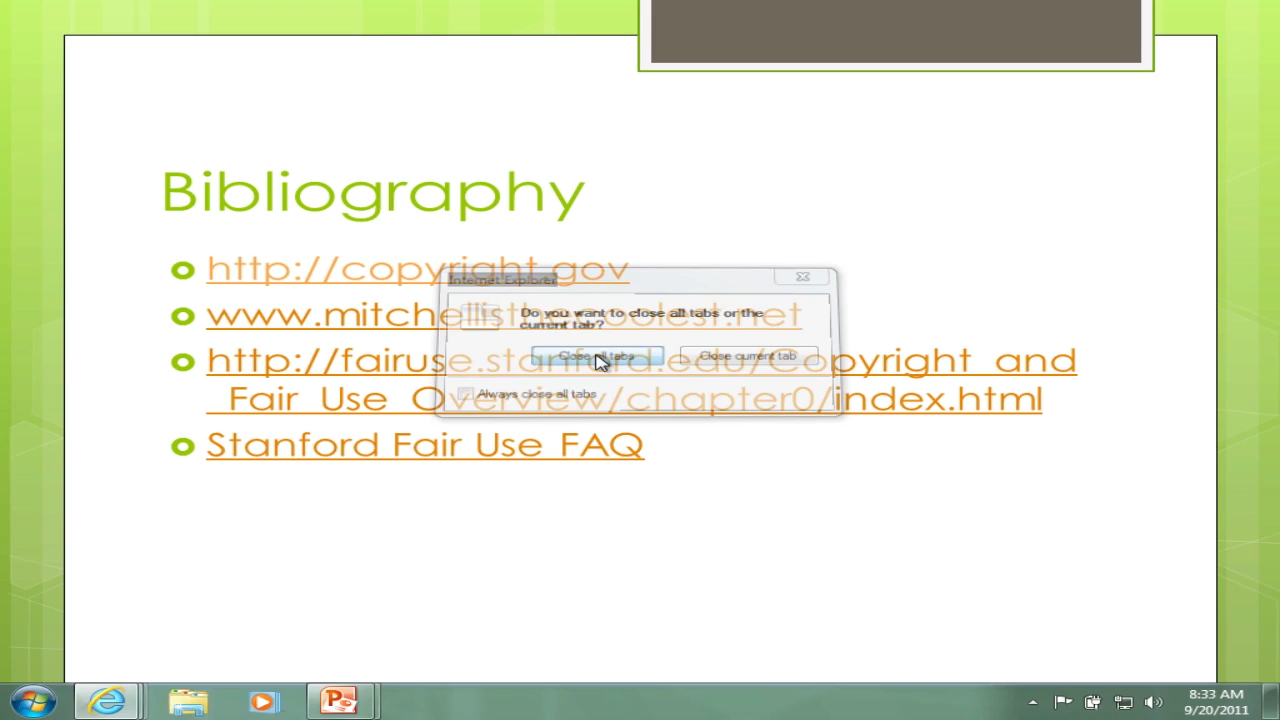 Bibliography
http://copyright.gov
www.mitchellisthecoolest.net
http://fairuse.stanford.edu/Copyright_and
_Fair_Use_Overview/chapter0/index.html
Stanford Fair Use FAQ
Internet Explorer
Do you want to close all tabs or the
current tab?
Close all tabs
Close current tab
Always close all tabs
8:33 AM
9/20/2011